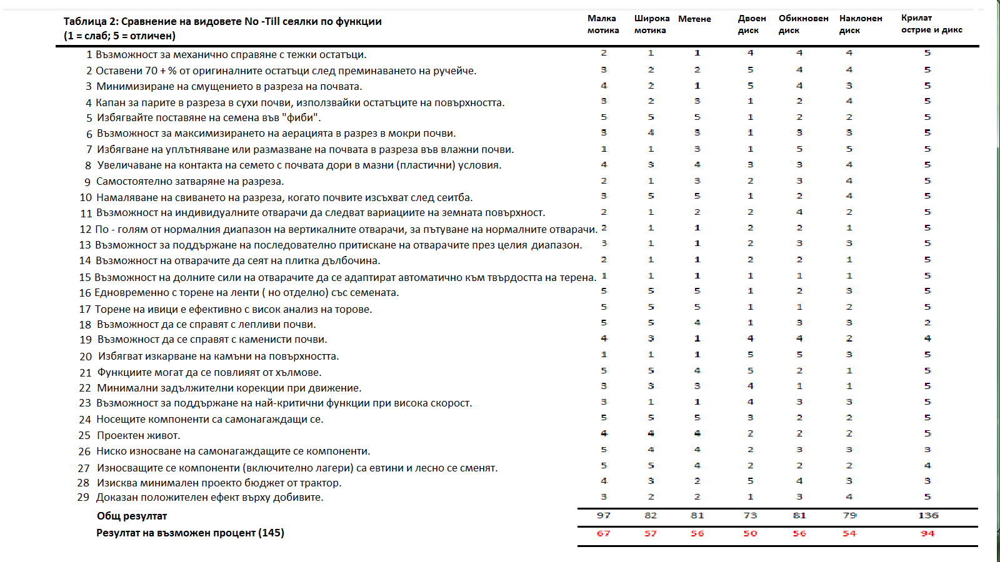 Таблица 2: Сравнение на видовете No -Till сеялки по функции
(1 = слаб; 5 = отличен)
Малка мотика Широка мотика Метене Двоен диск Обикновен диск Наклонен диск Крилат острие и дикс
1 Възможност за механично справяне с тежки остатъци. 2 1 1 4 4 4 5
2 Оставени 70 + % от оригиналните остатъци след преминаването на ручейче. 3 2 2 5 4 4 5
3 Минимизиране на смущението в разреза на почвата. 4 2 1 5 4 3 5
4 Капан за парите в разреза в сухи почви, използвайки остатъците на повърхността. 3 2 3 1 2 4 5
5 Избягвайте поставяне на семена във "фиби". 5 5 5 1 2 2 5
6 Възможност за максимизирането на аерацията в разрез в мокри почви. 3 4 3 1 3 3 5
7 Избягване на уплътняване или размазване на почвата в разреза във влажни почви. 1 1 3 1 5 5 5
8 Увеличаване на контакта на семето с почвата дори в мазни (пластични) условия. 4 3 4 3 3 4 5
9 Самостоятелно затваряне на разреза. 2 1 3 2 3 4 5
10 Намаляване на свиването на разреза, когато почвите изсъхват след сеитба. 3 5 5 1 2 4 5
11 Възможност на индивидуалните отварачи да следват вариациите на земната повърхност. 2 1 2 2 4 2 5
12 По - голям от нормалния диапазон на вертикалните отварачи, за пътуване на нормалните отварачи. 2 1 1 2 2 1 5
13 Възможност за поддържане на последователно притискане на отварачите през целия диапазон. 3 1 1 2 3 3 5
14 Възможност на отварачите да сеят на плитка дълбочина. 2 1 1 2 2 1 5
15 Възможност на долните сили на отварачите да се адаптират автоматично към твърдостта на терена. 1 1 1 1 1 1 5
16 Едновременно с торене на ленти ( но отделно) със семената. 5 5 5 1 2 3 5
17 Торене на ивици е ефективно с висок анализ на торове. 5 5 5 1 1 2 5
18 Възможност да се справят с лепливи почви. 5 5 4 1 3 3 2
19 Възможност да се справят с каменисти почви. 4 3 1 4 4 2 4
20 Избягват изкарване на камъни на повърхността. 1 1 1 5 5 3 5
21 Функциите могат да се повлияят от хълмове. 5 5 4 5 2 1 5
22 Минимални задължителни корекции при движение. 3 3 3 4 1 1 5
23 Възможност за поддържане на най-критични функции при висока скорост. 3 1 1 4 3 3 5
24 Носещите компоненти са самонагаждащи се. 5 5 5 3 2 2 5
25 Проектен живот. 4 4 4 2 2 2 5
26 Ниско износване на самонагаждащите се компоненти. 5 4 4 2 3 3 3
27 Износващите се компоненти (включително лагери) са евтини и лесно се сменят. 5 5 4 2 2 2 4
28 Изисква минимален проекто бюджет от трактор. 4 3 2 5 4 3 3
29 Доказан положителен ефект върху добивите. 3 2 2 1 3 4 5
Общ резултат 97 82 81 73 81 79 136
Резултат на възможен процент (145) 67 57 56 50 56 54 94